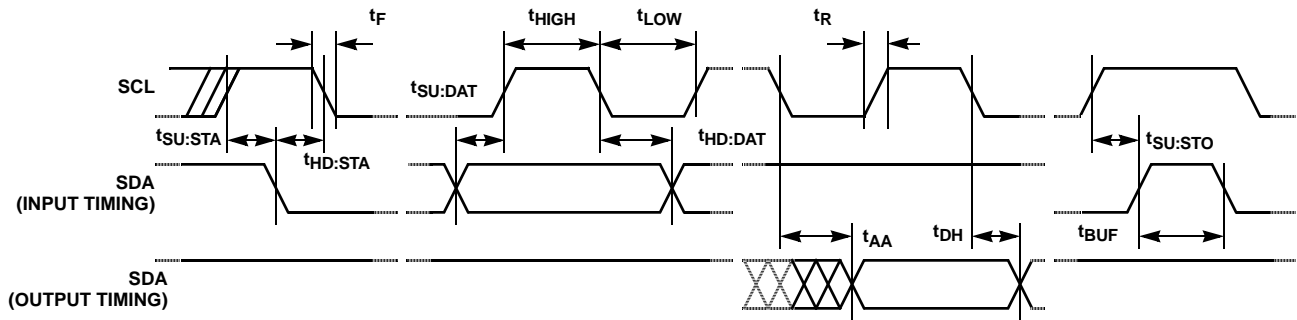 tF
tHIGH
tLOW
tR
SCL
tSU:DAT
tSU:STA
tHD:STA
tHD:DAT
tSU:STO
SDA
(INPUT TIMING)
tAA
tDH
tBUF
SDA
(OUTPUT TIMING)